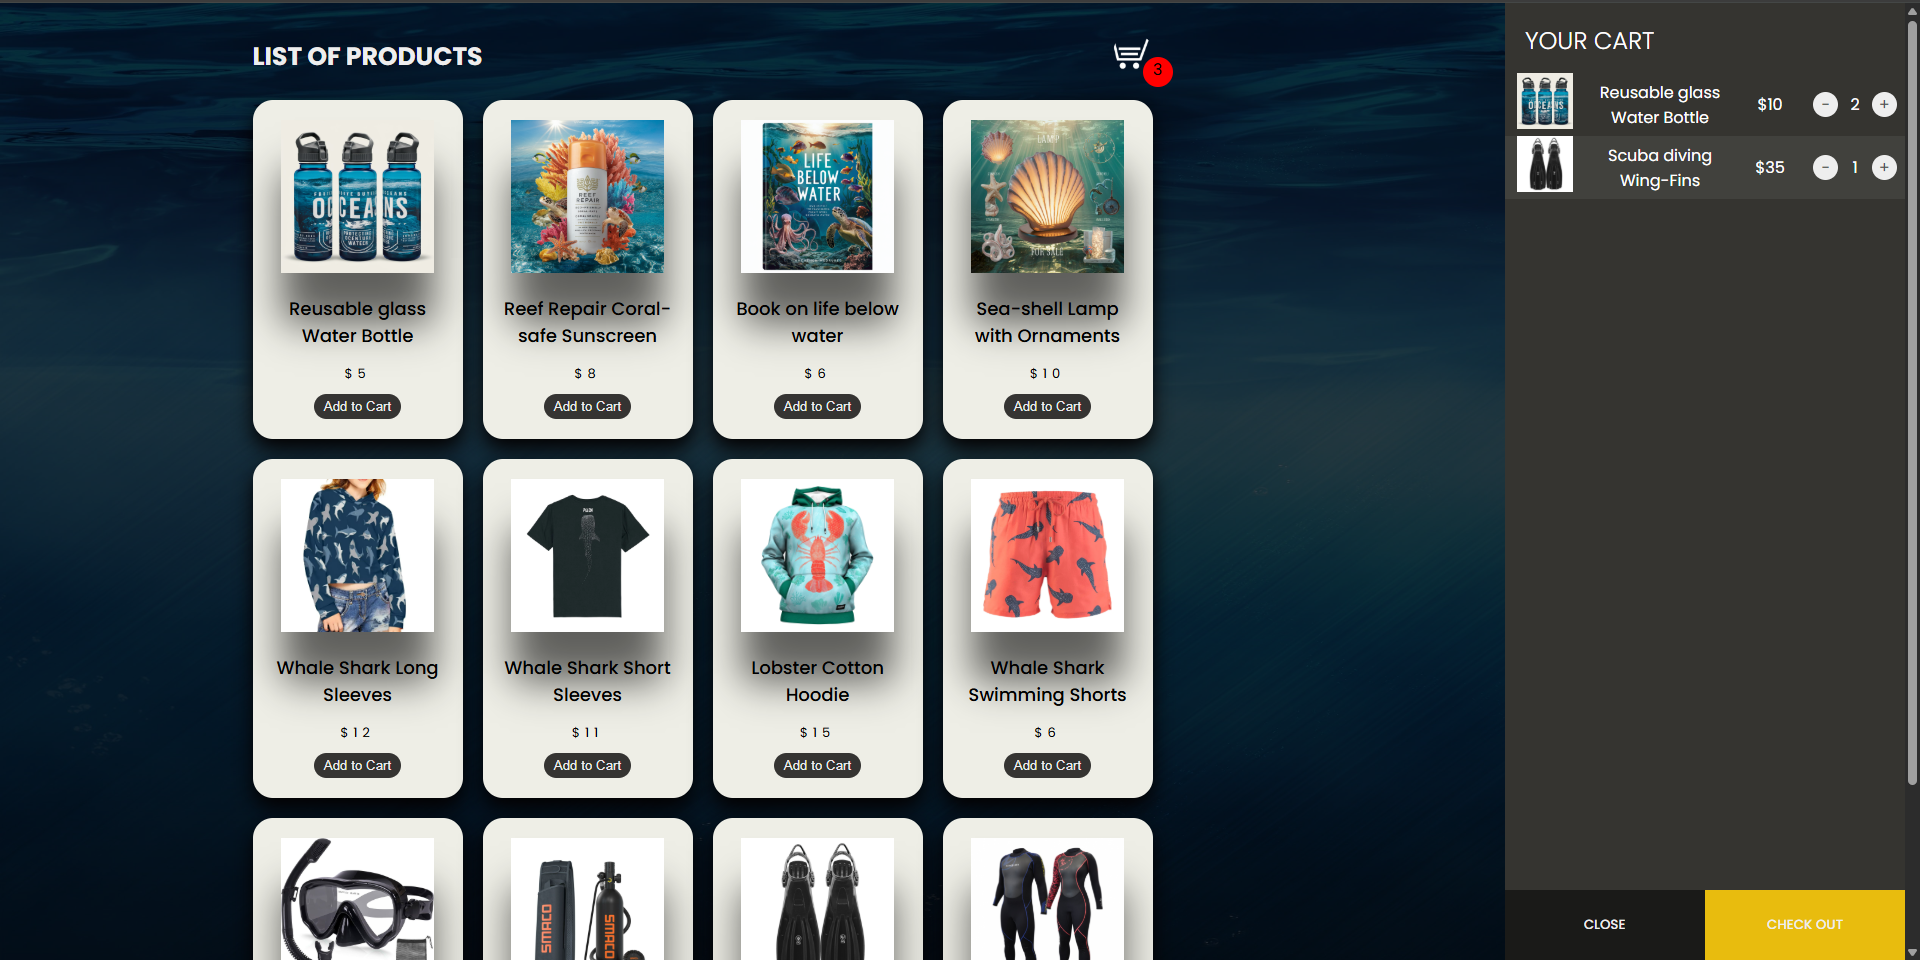 LIST OF PRODUCTS
3
OCEANS
Reusable glass
Water Bottle
$ 5
Add to Cart
REEF
REPAIR
Reef Repair Coral-
safe Sunscreen
$ 8
Add to Cart
LIFE
BELOW
WATER
Book on life below
water
$ 6
Add to Cart
LAMP
FOR SALE
Sea-shell Lamp
with Ornaments
$ 10
Add to Cart
Whale Shark Long
Sleeves
$ 12
Add to Cart
Whale Shark Short
Sleeves
$ 11
Add to Cart
Lobster Cotton
Hoodie
$ 15
Add to Cart
Whale Shark
Swimming Shorts
$ 6
Add to Cart
SMACO
SMACO
YOUR CART
OCEANS
Reusable glass
Water Bottle
$10
- 2 +
Scuba diving
Wing-Fins
$35
- 1 +
CLOSE
CHECK OUT